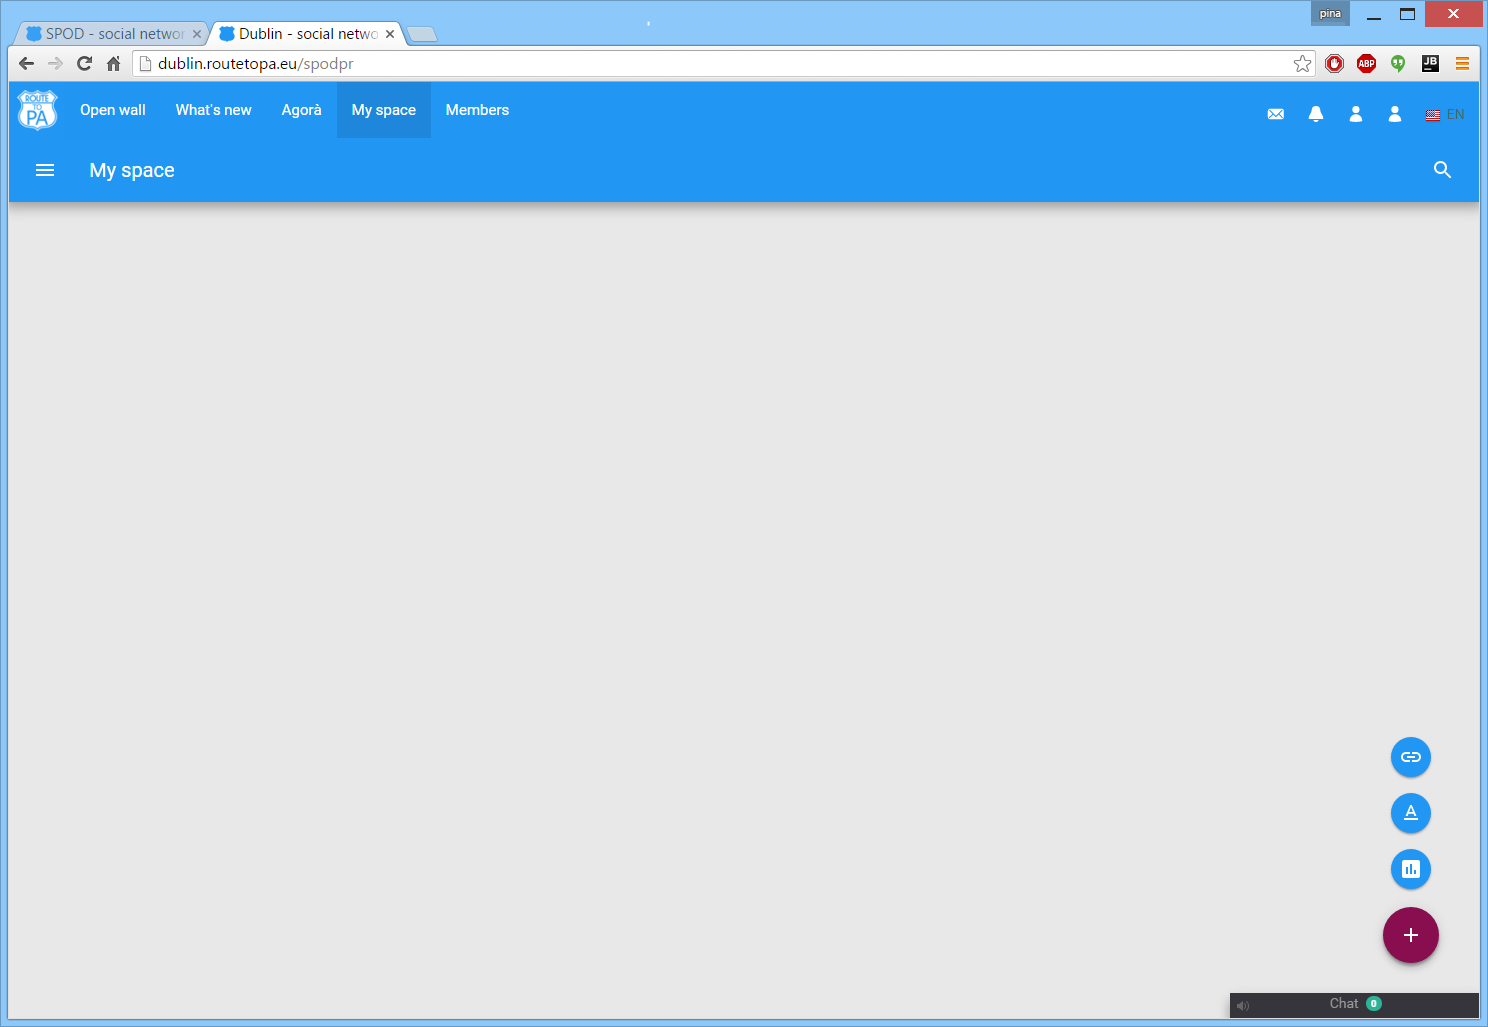 pina
SPOD - social networ
Dublin - social netwo
dublin.routetopa.eu/spodpr
ABP
JB
ROUTE
TO
PA
Open wall
What's new
Agorà
My space
Members
EN
My space
A
Chat 0